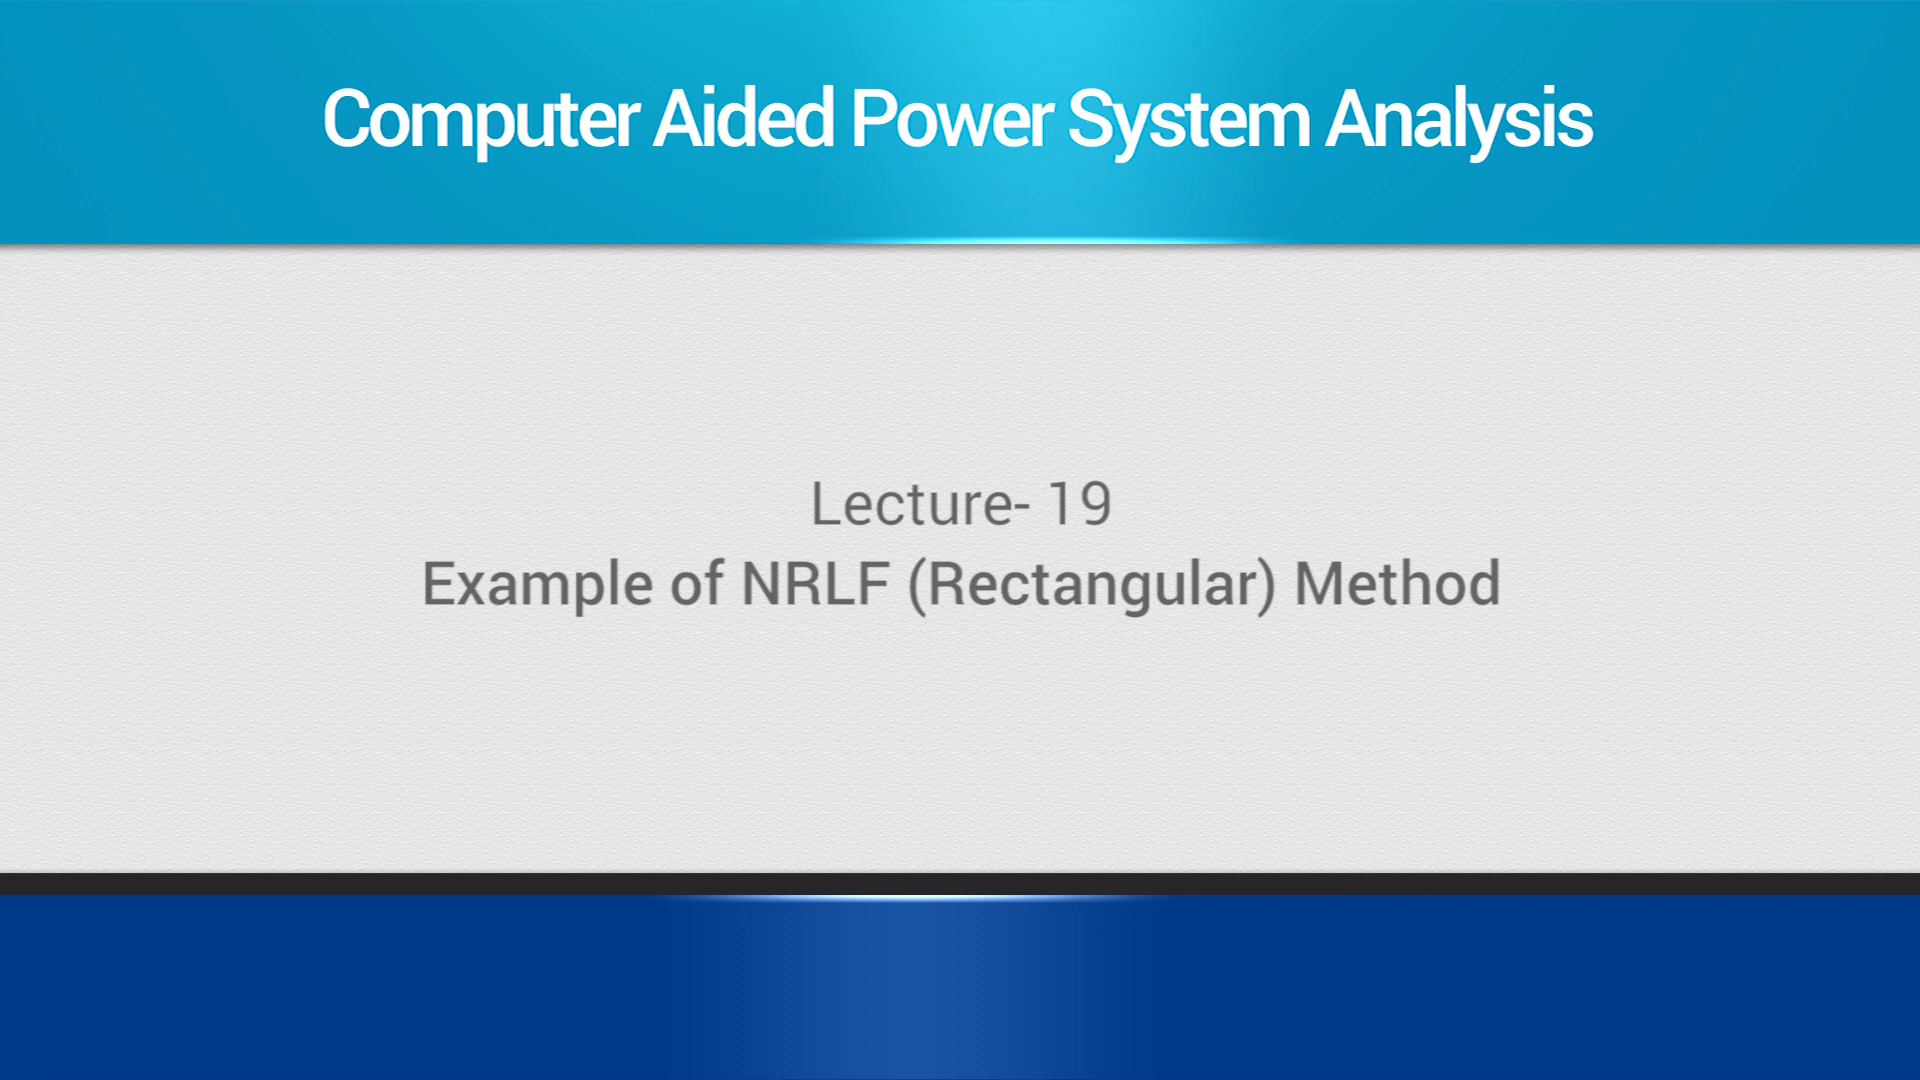 Computer Aided Power System Analysis
Lecture- 19
Example of NRLF (Rectangular) Method